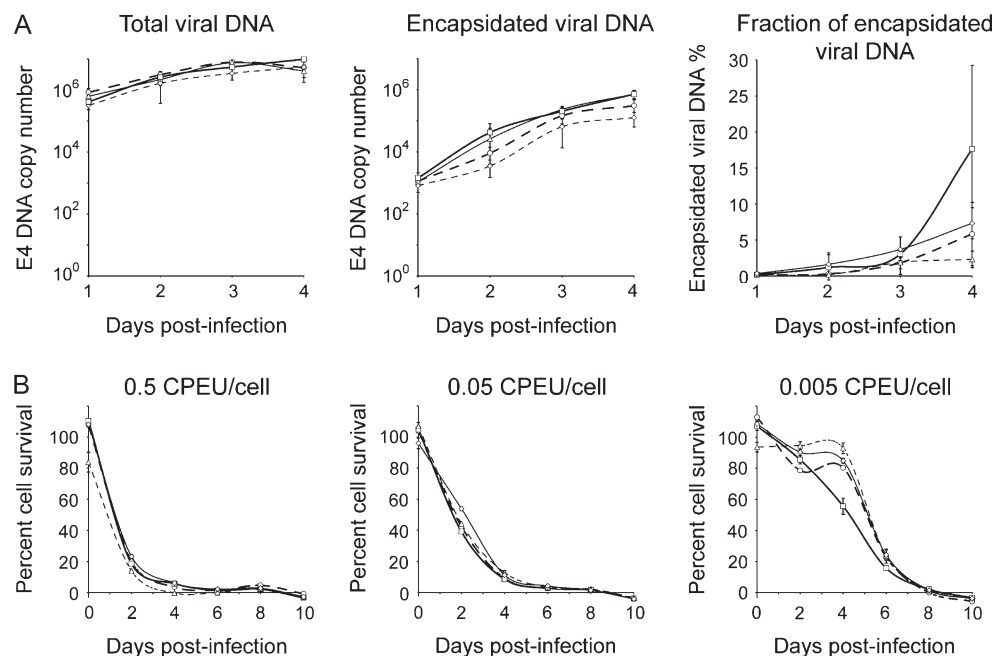 A
Total viral DNA
E4 DNA copy number
10^6
10^4
10^2
10^0
1 2 3 4
Days post-infection
Encapsidated viral DNA
E4 DNA copy number
10^6
10^4
10^2
10^0
1 2 3 4
Days post-infection
Fraction of encapsidated
viral DNA
Encapsidated viral DNA %
30
25
20
15
10
5
0
1 2 3 4
Days post-infection
B
0.5 CPEU/cell
Percent cell survival
100
80
60
40
20
0
0 2 4 6 8 10
Days post-infection
0.05 CPEU/cell
Percent cell survival
100
80
60
40
20
0
0 2 4 6 8 10
Days post-infection
0.005 CPEU/cell
Percent cell survival
100
80
60
40
20
0
0 2 4 6 8 10
Days post-infection